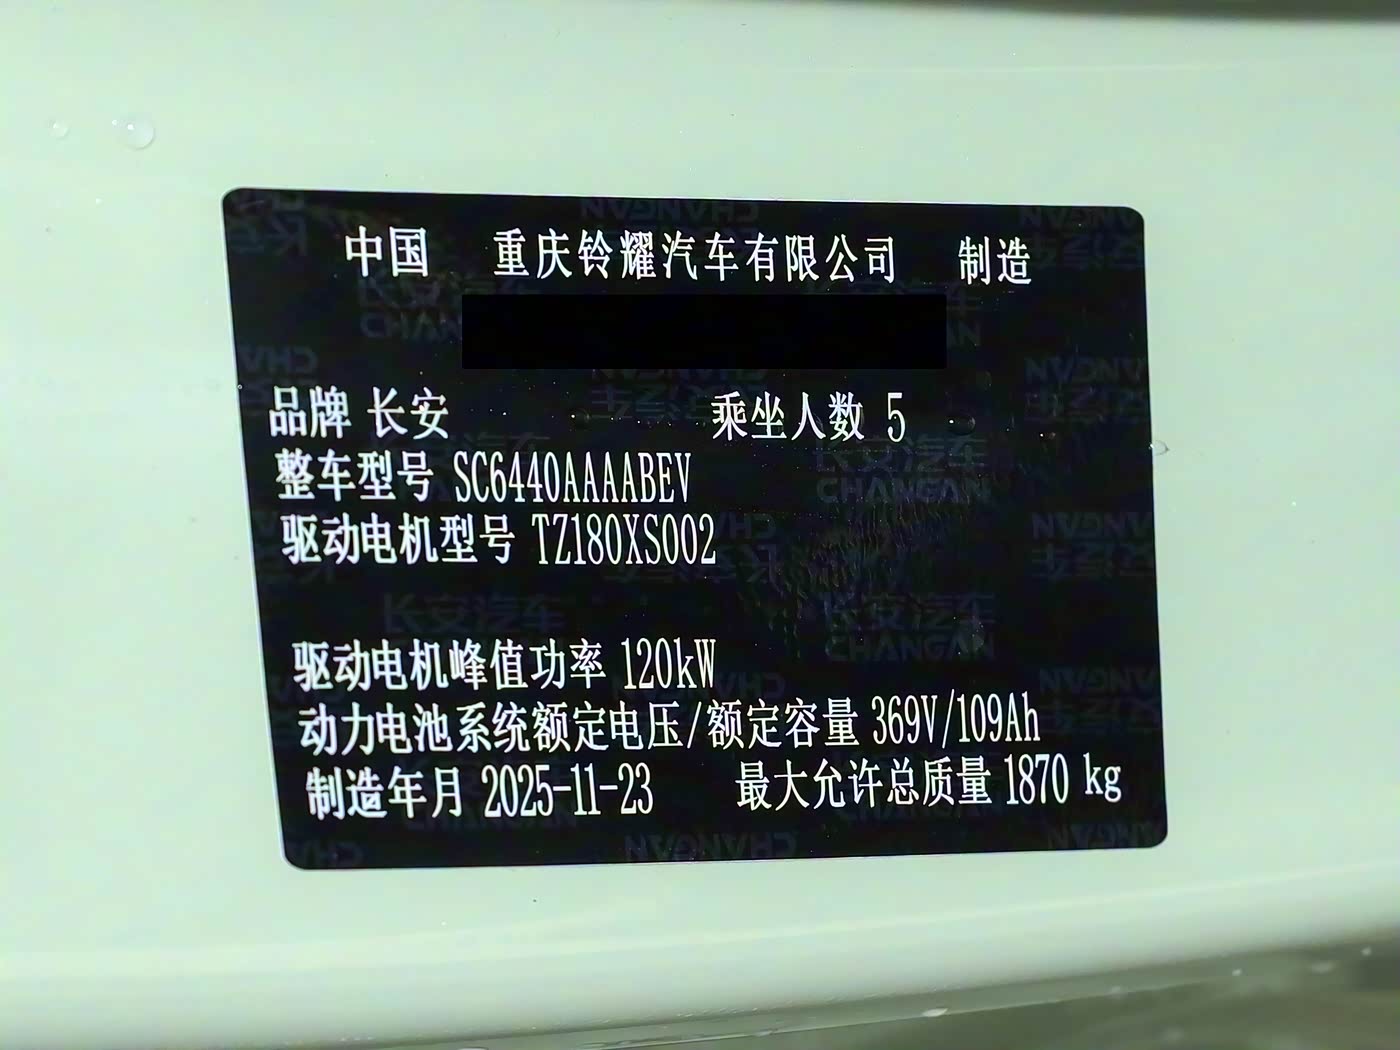 中国 重庆铃耀汽车有限公司 制造
品牌 长安 乘坐人数 5
整车型号 SC6440AAAABEV
驱动电机型号 TZ180XS002
驱动电机峰值功率 120kW
动力电池系统额定电压/额定容量 369V/109Ah
制造年月 2025-11-23 最大允许总质量 1870 kg